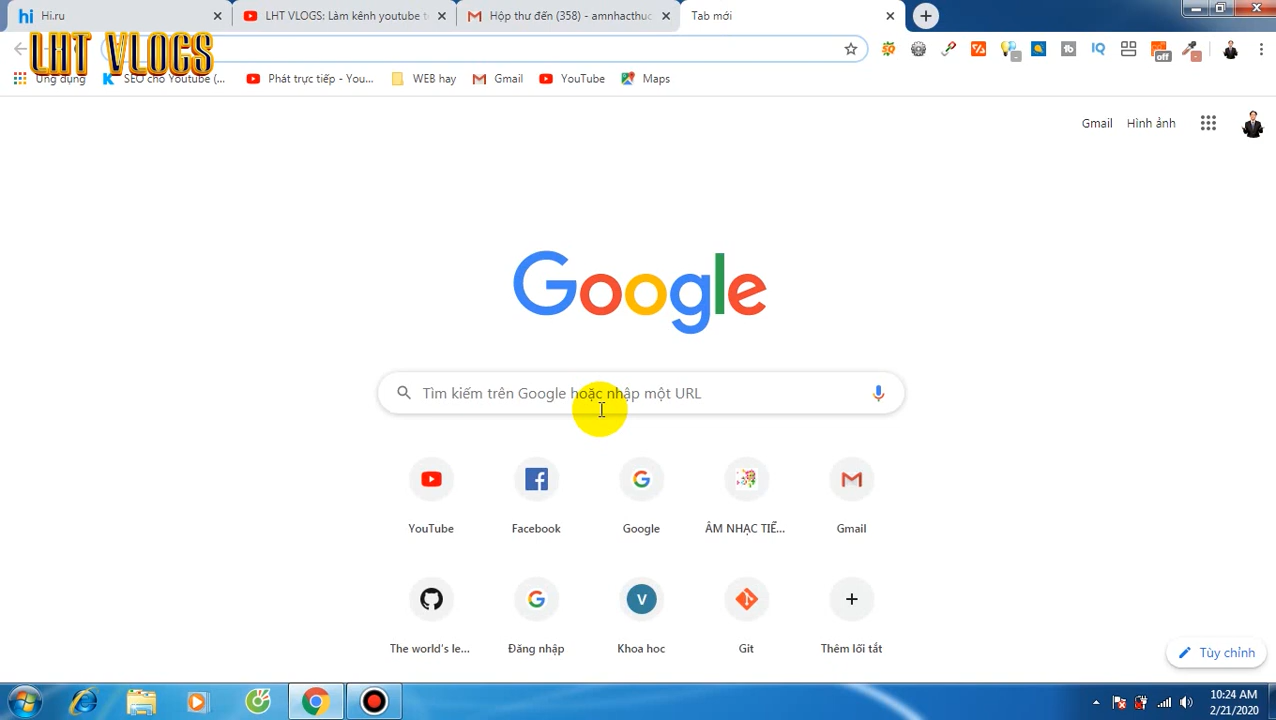 Hi.ru
LHT VLOGS: Làm kênh youtube t
Hộp thư đến (358) - amnhacthuc
Tab mới
LHT VLOGS
Ứng dụng
SEO cho Youtube (...
Phát trực tiếp - You...
WEB hay
Gmail
YouTube
Maps
Gmail
Hình ảnh
Google
Tìm kiếm trên Google hoặc nhập một URL
YouTube
Facebook
Google
ÂM NHẠC TIỂ...
Gmail
The world's le...
Đăng nhập
Khoa học
Git
Thêm lối tắt
Tùy chỉnh
10:24 AM
2/21/2020